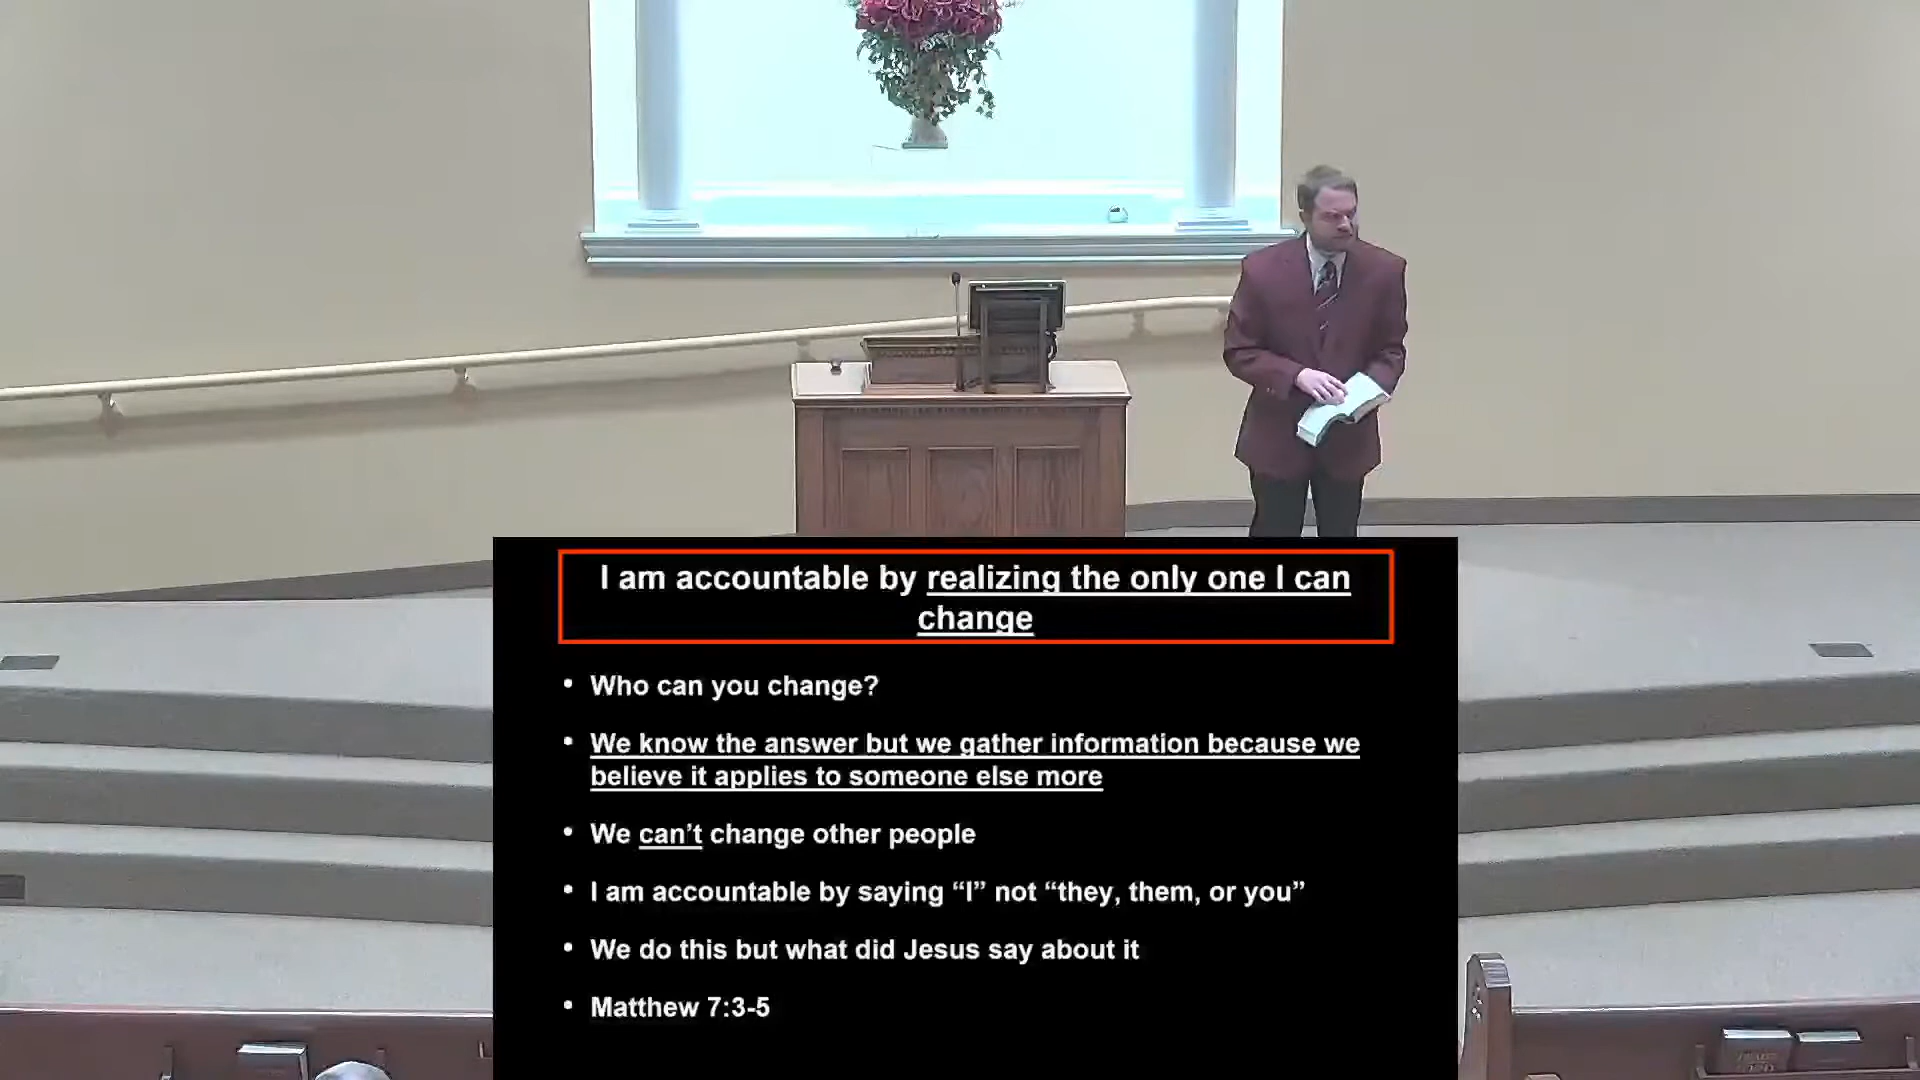 I am accountable by realizing the only one I can
change
• Who can you change?
• We know the answer but we gather information because we
believe it applies to someone else more
• We can’t change other people
• I am accountable by saying “I” not “they, them, or you”
• We do this but what did Jesus say about it
• Matthew 7:3-5